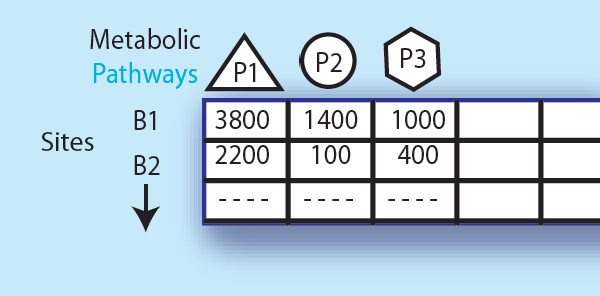 Metabolic
Pathways P1 P2 P3
B1 3800 1400 1000
Sites
B2 2200 100 400
---- ---- ----